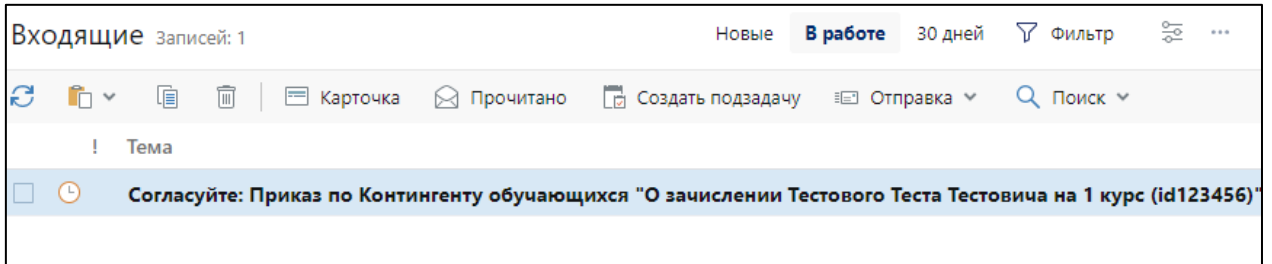 Входящие Записей: 1 Новые В работе 30 дней Фильтр ...
Карточка Прочитано Создать подзадачу Отправка Поиск
! Тема
Согласуйте: Приказ по Контингенту обучающихся "О зачислении Тестового Теста Тестовича на 1 курс (id123456)"